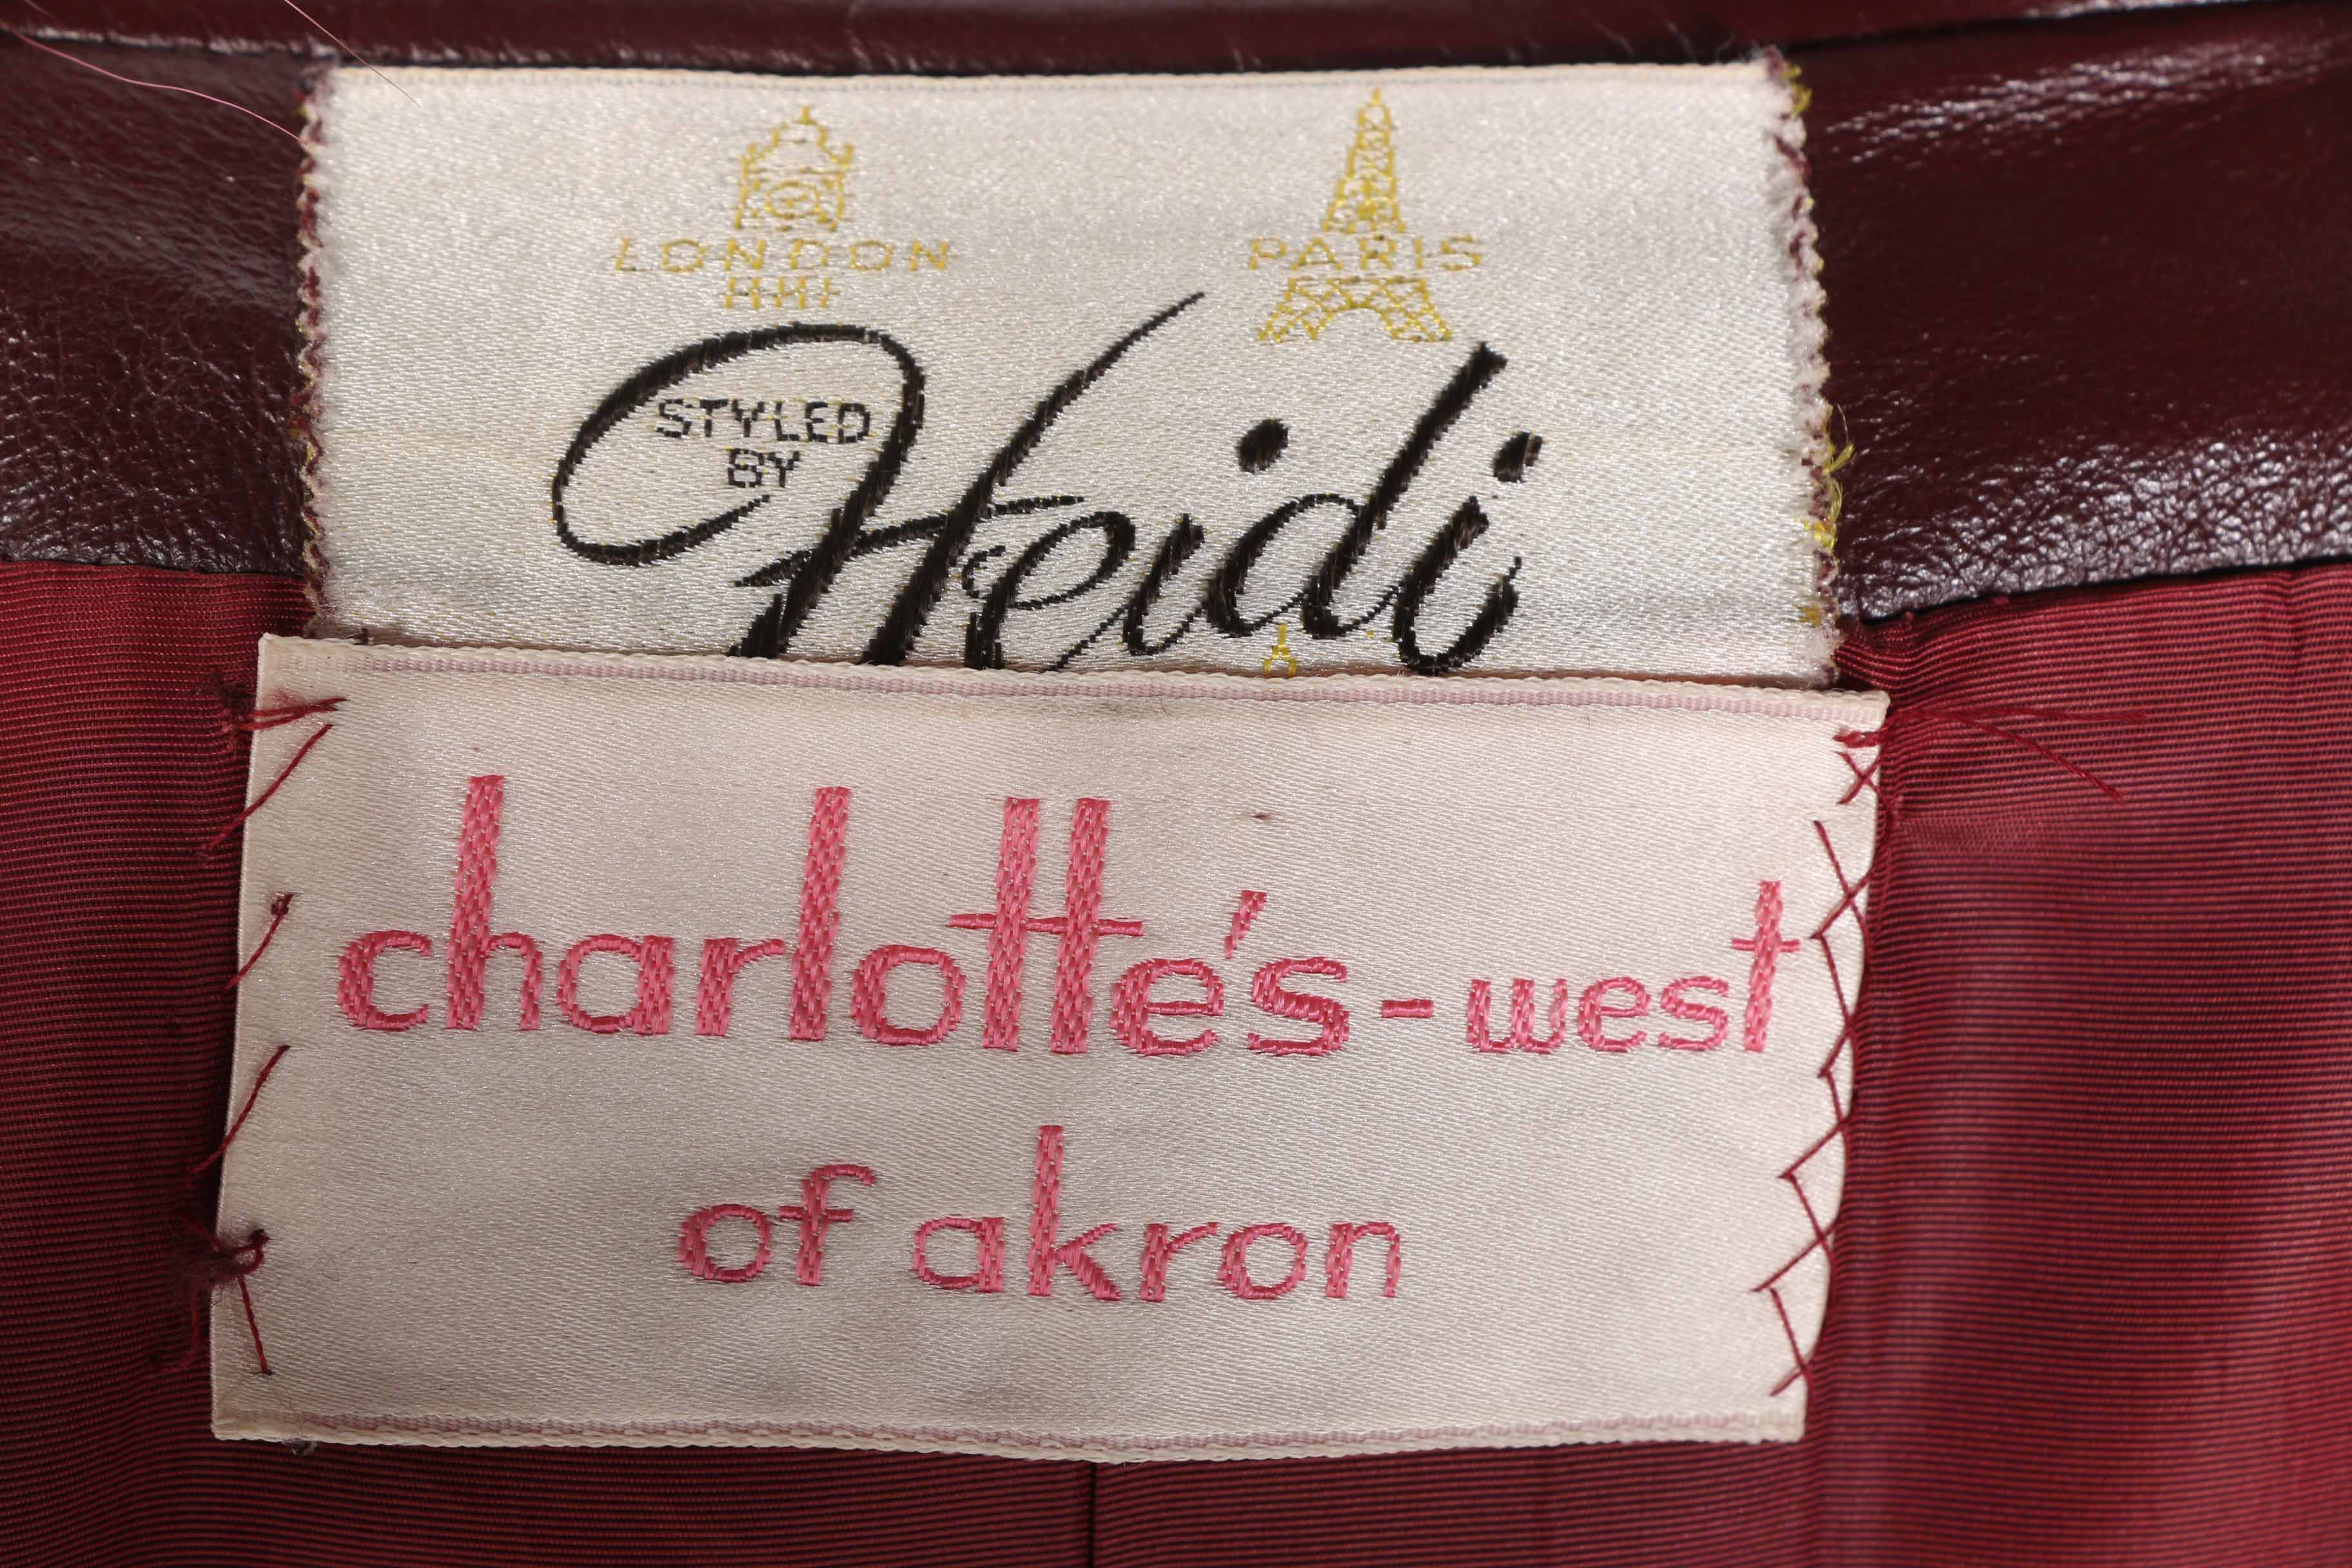 LONDON PARIS
STYLED
BY
Heidi
charlotte's-west
of akron